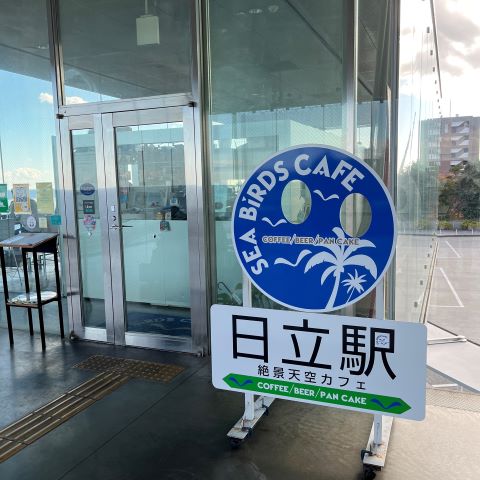 SEA BiRDS CAFE
COFFEE/BEER/PAN CAKE
日立駅
絶景天空カフェ
COFFEE/BEER/PAN CAKE